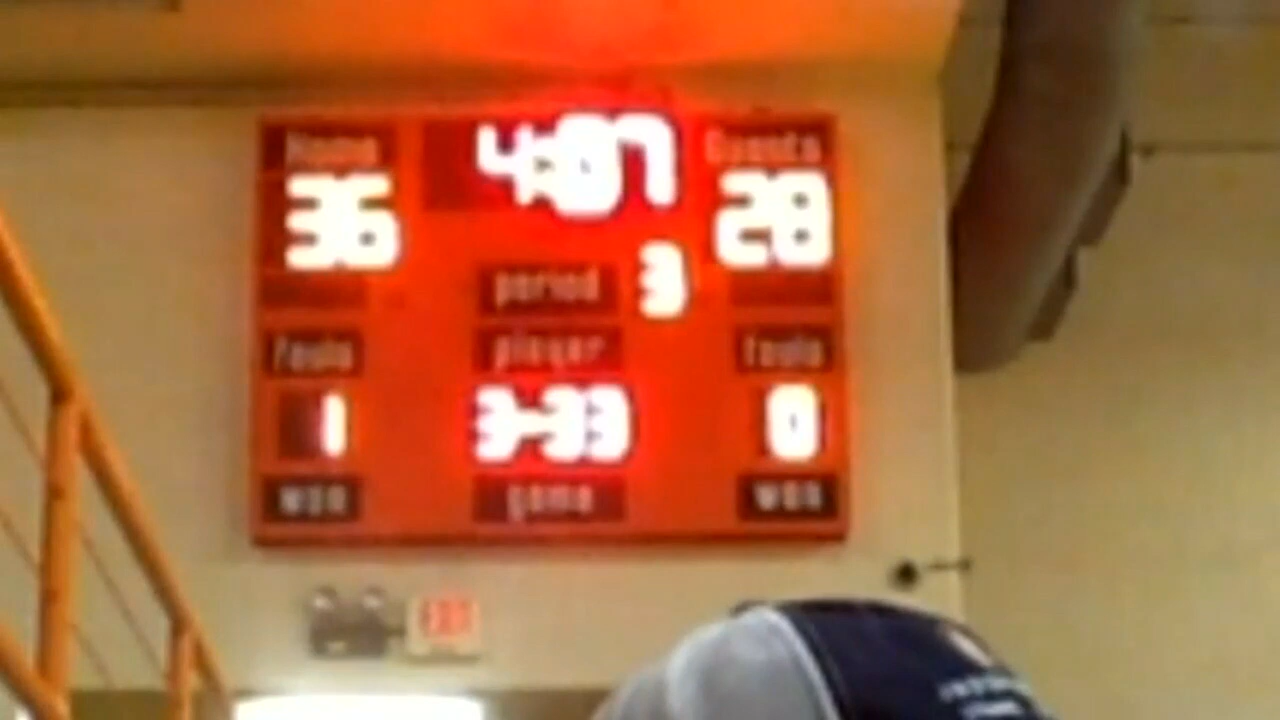 Home 4:07 Guests
36 28
period 3
fouls player fouls
1 3-33 0
won game won
EXIT